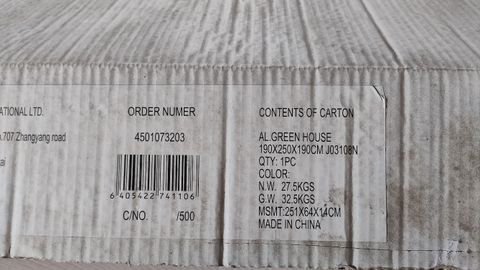 ATIONAL LTD.
.707 Zhangyang road
ai
ORDER NUMER
4501073203
6 405422 741106
C/NO. /500
CONTENTS OF CARTON
AL.GREEN HOUSE
190X250X190CM J03108N
QTY: 1PC
COLOR:
N.W. 27.5KGS
G.W. 32.5KGS
MSMT:251X64X14CM
MADE IN CHINA